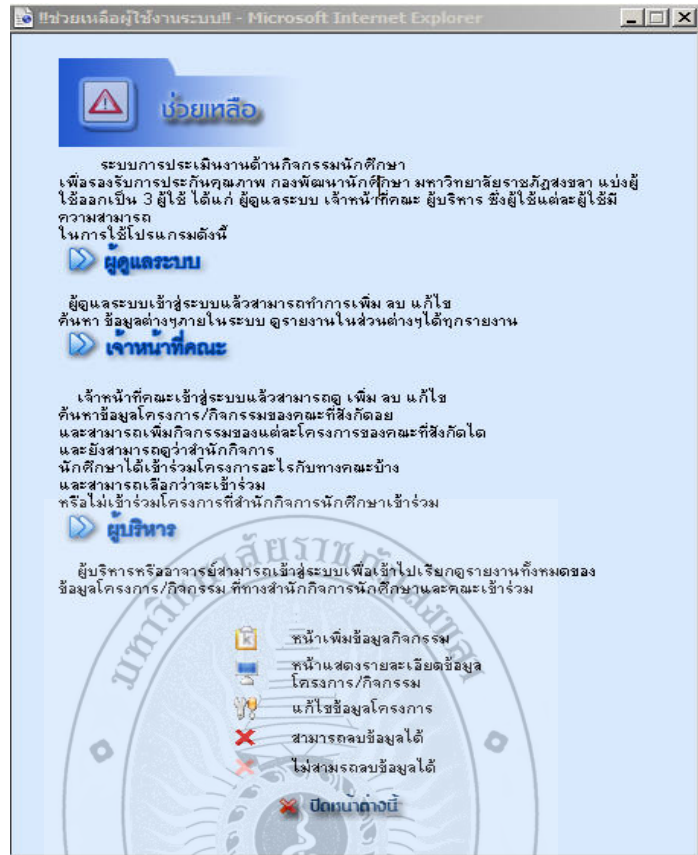 !!ช่วยเหลือผู้ใช้งานระบบ!! - Microsoft Internet Explorer
ช่วยเหลือ
ระบบการประเมินงานด้านกิจกรรมนักศึกษา
เพื่อรองรับการประกันคุณภาพ กองพัฒนานักศึกษา มหาวิทยาลัยราชภัฏสงขลา แบ่งผู้
ใช้ออกเป็น 3 ผู้ใช้ ได้แก่ ผู้ดูแลระบบ เจ้าหน้าที่คณะ ผู้บริหาร ซึ่งผู้ใช้แต่ละผู้ใช้มี
ความสามารถ
ในการใช้โปรแกรมดังนี้
ผู้ดูแลระบบ
ผู้ดูแลระบบเข้าสู่ระบบแล้วสามารถทำการเพิ่ม ลบ แก้ไข
ค้นหา ข้อมูลต่างๆภายในระบบ ดูรายงานในส่วนต่างๆได้ทุกรายงาน
เจ้าหน้าที่คณะ
เจ้าหน้าที่คณะเข้าสู่ระบบแล้วสามารถดู เพิ่ม ลบ แก้ไข
ค้นหาข้อมูลโครงการ/กิจกรรมของคณะที่สังกัดอย
และสามารถเพิ่มกิจกรรมของแต่ละโครงการของคณะที่สังกัดได
และยังสามารถดูว่าสำนักกิจการ
นักศึกษาได้เข้าร่วมโครงการอะไรกับทางคณะบ้าง
และสามารถเลือกว่าจะเข้าร่วม
หรือไม่เข้าร่วมโครงการที่สำนักกิจการนักศึกษาเข้าร่วม
ผู้บริหาร
ผู้บริหารหรืออาจารย์สามารถเข้าสู่ระบบเพื่อเข้าไปเรียกดูรายงานทั้งหมดของ
ข้อมูลโครงการ/กิจกรรม ที่ทางสำนักกิจการนักศึกษาและคณะเข้าร่วม
หน้าเพิ่มข้อมูลกิจกรรม
หน้าแสดงรายละเอียดข้อมูล
โครงการ/กิจกรรม
แก้ไขข้อมูลโครงการ
สามารถลบข้อมูลได้
ไม่สามรถลบข้อมูลได้
ปิดหน้าต่างนี้
มหาวิทยาลัยราชภัฏสงขลา